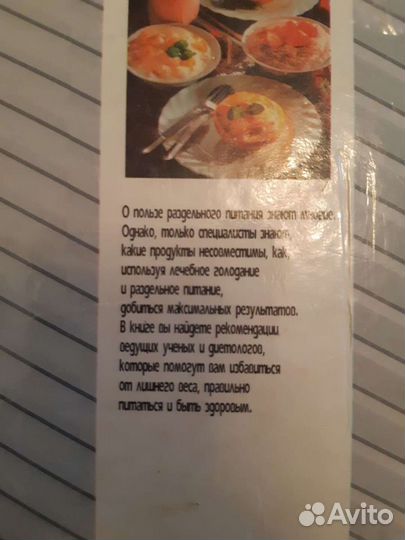 О пользе раздельного питания знают многие.
Однако, только специалисты знают,
какие продукты несовместимы, как,
используя лечебное голодание
и раздельное питание,
добиться максимальных результатов.
В книге вы найдете рекомендации
ведущих ученых и диетологов,
которые помогут вам избавиться
от лишнего веса, правильно
питаться и быть здоровым.
Avito